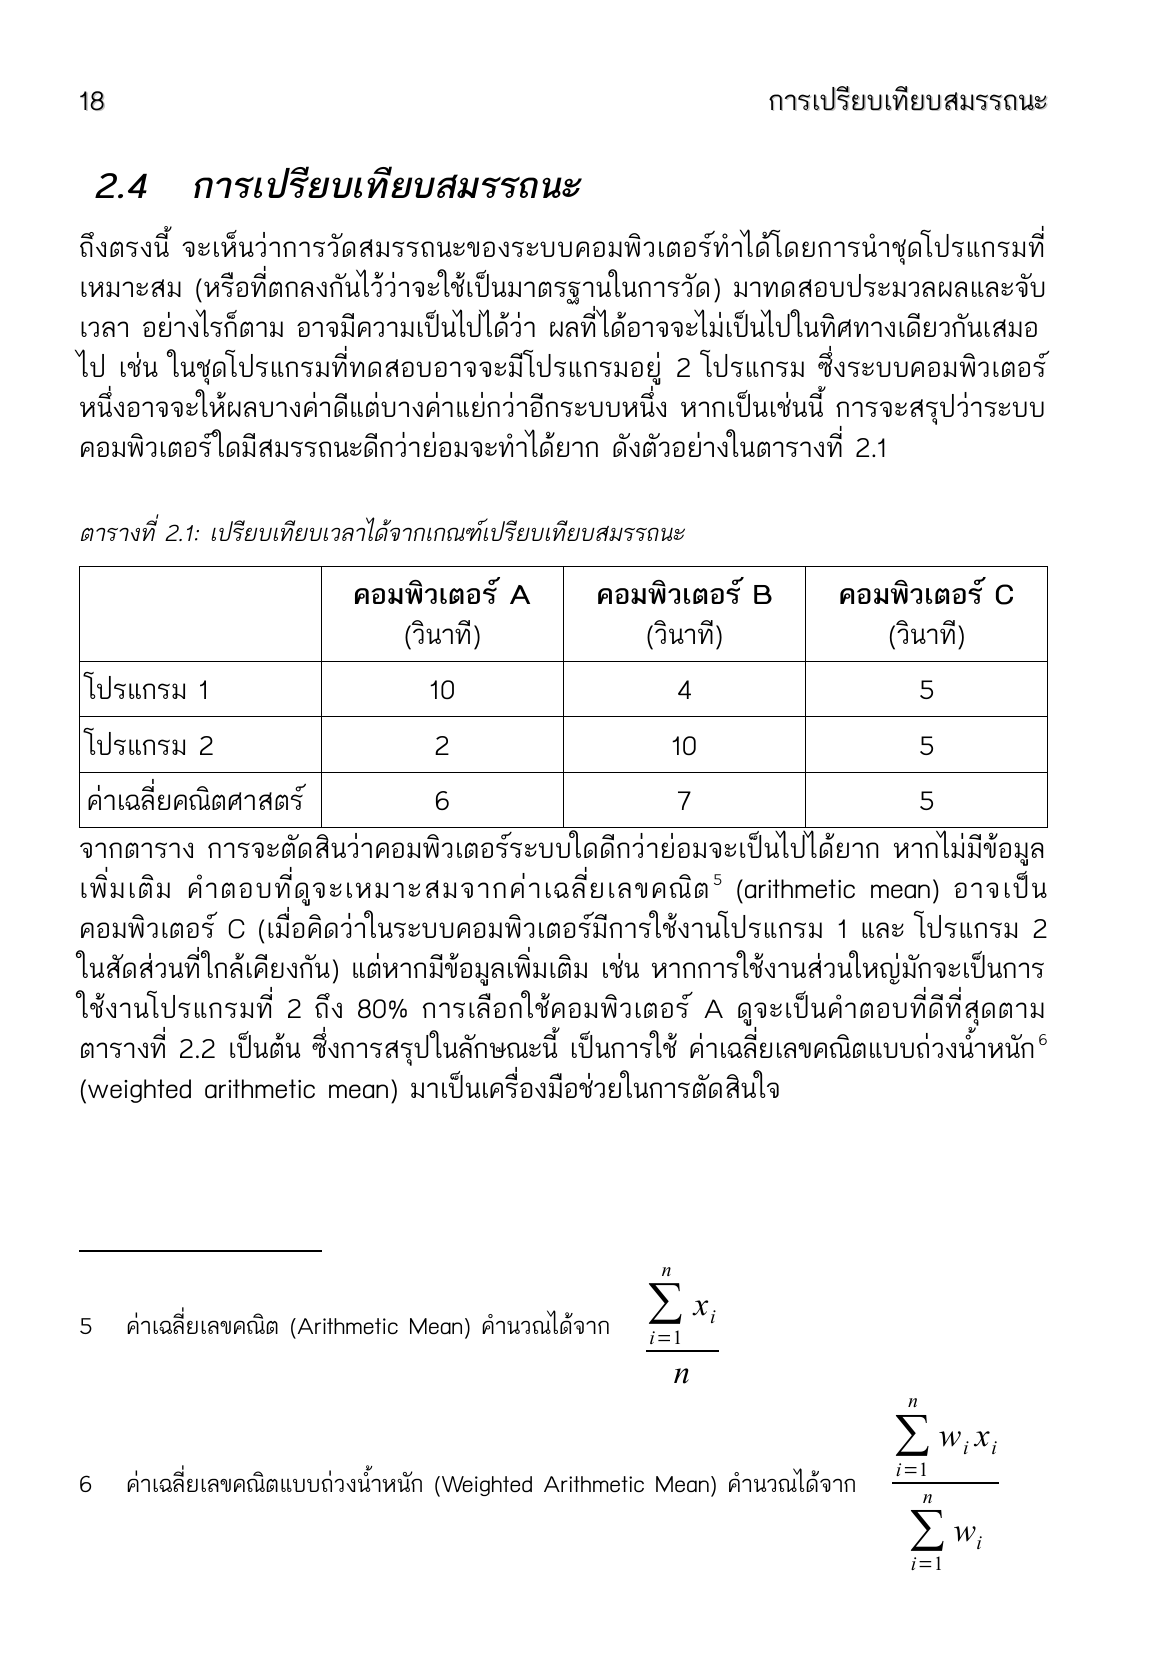 18 การเปรียบเทียบสมรรถนะ
2.4 การเปรียบเทียบสมรรถนะ
ถึงตรงนี้ จะเห็นว่าการวัดสมรรถนะของระบบคอมพิวเตอร์ทำได้โดยการนำชุดโปรแกรมที่
เหมาะสม (หรือที่ตกลงกันไว้ว่าจะใช้เป็นมาตรฐานในการวัด) มาทดสอบประมวลผลและจับ
เวลา อย่างไรก็ตาม อาจมีความเป็นไปได้ว่า ผลที่ได้อาจจะไม่เป็นไปในทิศทางเดียวกันเสมอ
ไป เช่น ในชุดโปรแกรมที่ทดสอบอาจจะมีโปรแกรมอยู่ 2 โปรแกรม ซึ่งระบบคอมพิวเตอร์
หนึ่งอาจจะให้ผลบางค่าดีแต่บางค่าแย่กว่าอีกระบบหนึ่ง หากเป็นเช่นนี้ การจะสรุปว่าระบบ
คอมพิวเตอร์ใดมีสมรรถนะดีกว่าย่อมจะทำได้ยาก ดังตัวอย่างในตารางที่ 2.1
ตารางที่ 2.1: เปรียบเทียบเวลาได้จากเกณฑ์เปรียบเทียบสมรรถนะ
คอมพิวเตอร์ A คอมพิวเตอร์ B คอมพิวเตอร์ C
(วินาที) (วินาที) (วินาที)
โปรแกรม 1 10 4 5
โปรแกรม 2 2 10 5
ค่าเฉลี่ยคณิตศาสตร์ 6 7 5
จากตาราง การจะตัดสินว่าคอมพิวเตอร์ระบบใดดีกว่าย่อมจะเป็นไปได้ยาก หากไม่มีข้อมูล
เพิ่มเติม คำตอบที่ดูจะเหมาะสมจากค่าเฉลี่ยเลขคณิต⁵ (arithmetic mean) อาจเป็น
คอมพิวเตอร์ C (เมื่อคิดว่าในระบบคอมพิวเตอร์มีการใช้งานโปรแกรม 1 และ โปรแกรม 2
ในสัดส่วนที่ใกล้เคียงกัน) แต่หากมีข้อมูลเพิ่มเติม เช่น หากการใช้งานส่วนใหญ่มักจะเป็นการ
ใช้งานโปรแกรมที่ 2 ถึง 80% การเลือกใช้คอมพิวเตอร์ A ดูจะเป็นคำตอบที่ดีที่สุดตาม
ตารางที่ 2.2 เป็นต้น ซึ่งการสรุปในลักษณะนี้ เป็นการใช้ ค่าเฉลี่ยเลขคณิตแบบถ่วงน้ำหนัก⁶
(weighted arithmetic mean) มาเป็นเครื่องมือช่วยในการตัดสินใจ
5 ค่าเฉลี่ยเลขคณิต (Arithmetic Mean) คำนวณได้จาก $\frac{\sum_{i=1}^{n} x_i}{n}$
6 ค่าเฉลี่ยเลขคณิตแบบถ่วงน้ำหนัก (Weighted Arithmetic Mean) คำนวณได้จาก $\frac{\sum_{i=1}^{n} w_i x_i}{\sum_{i=1}^{n} w_i}$